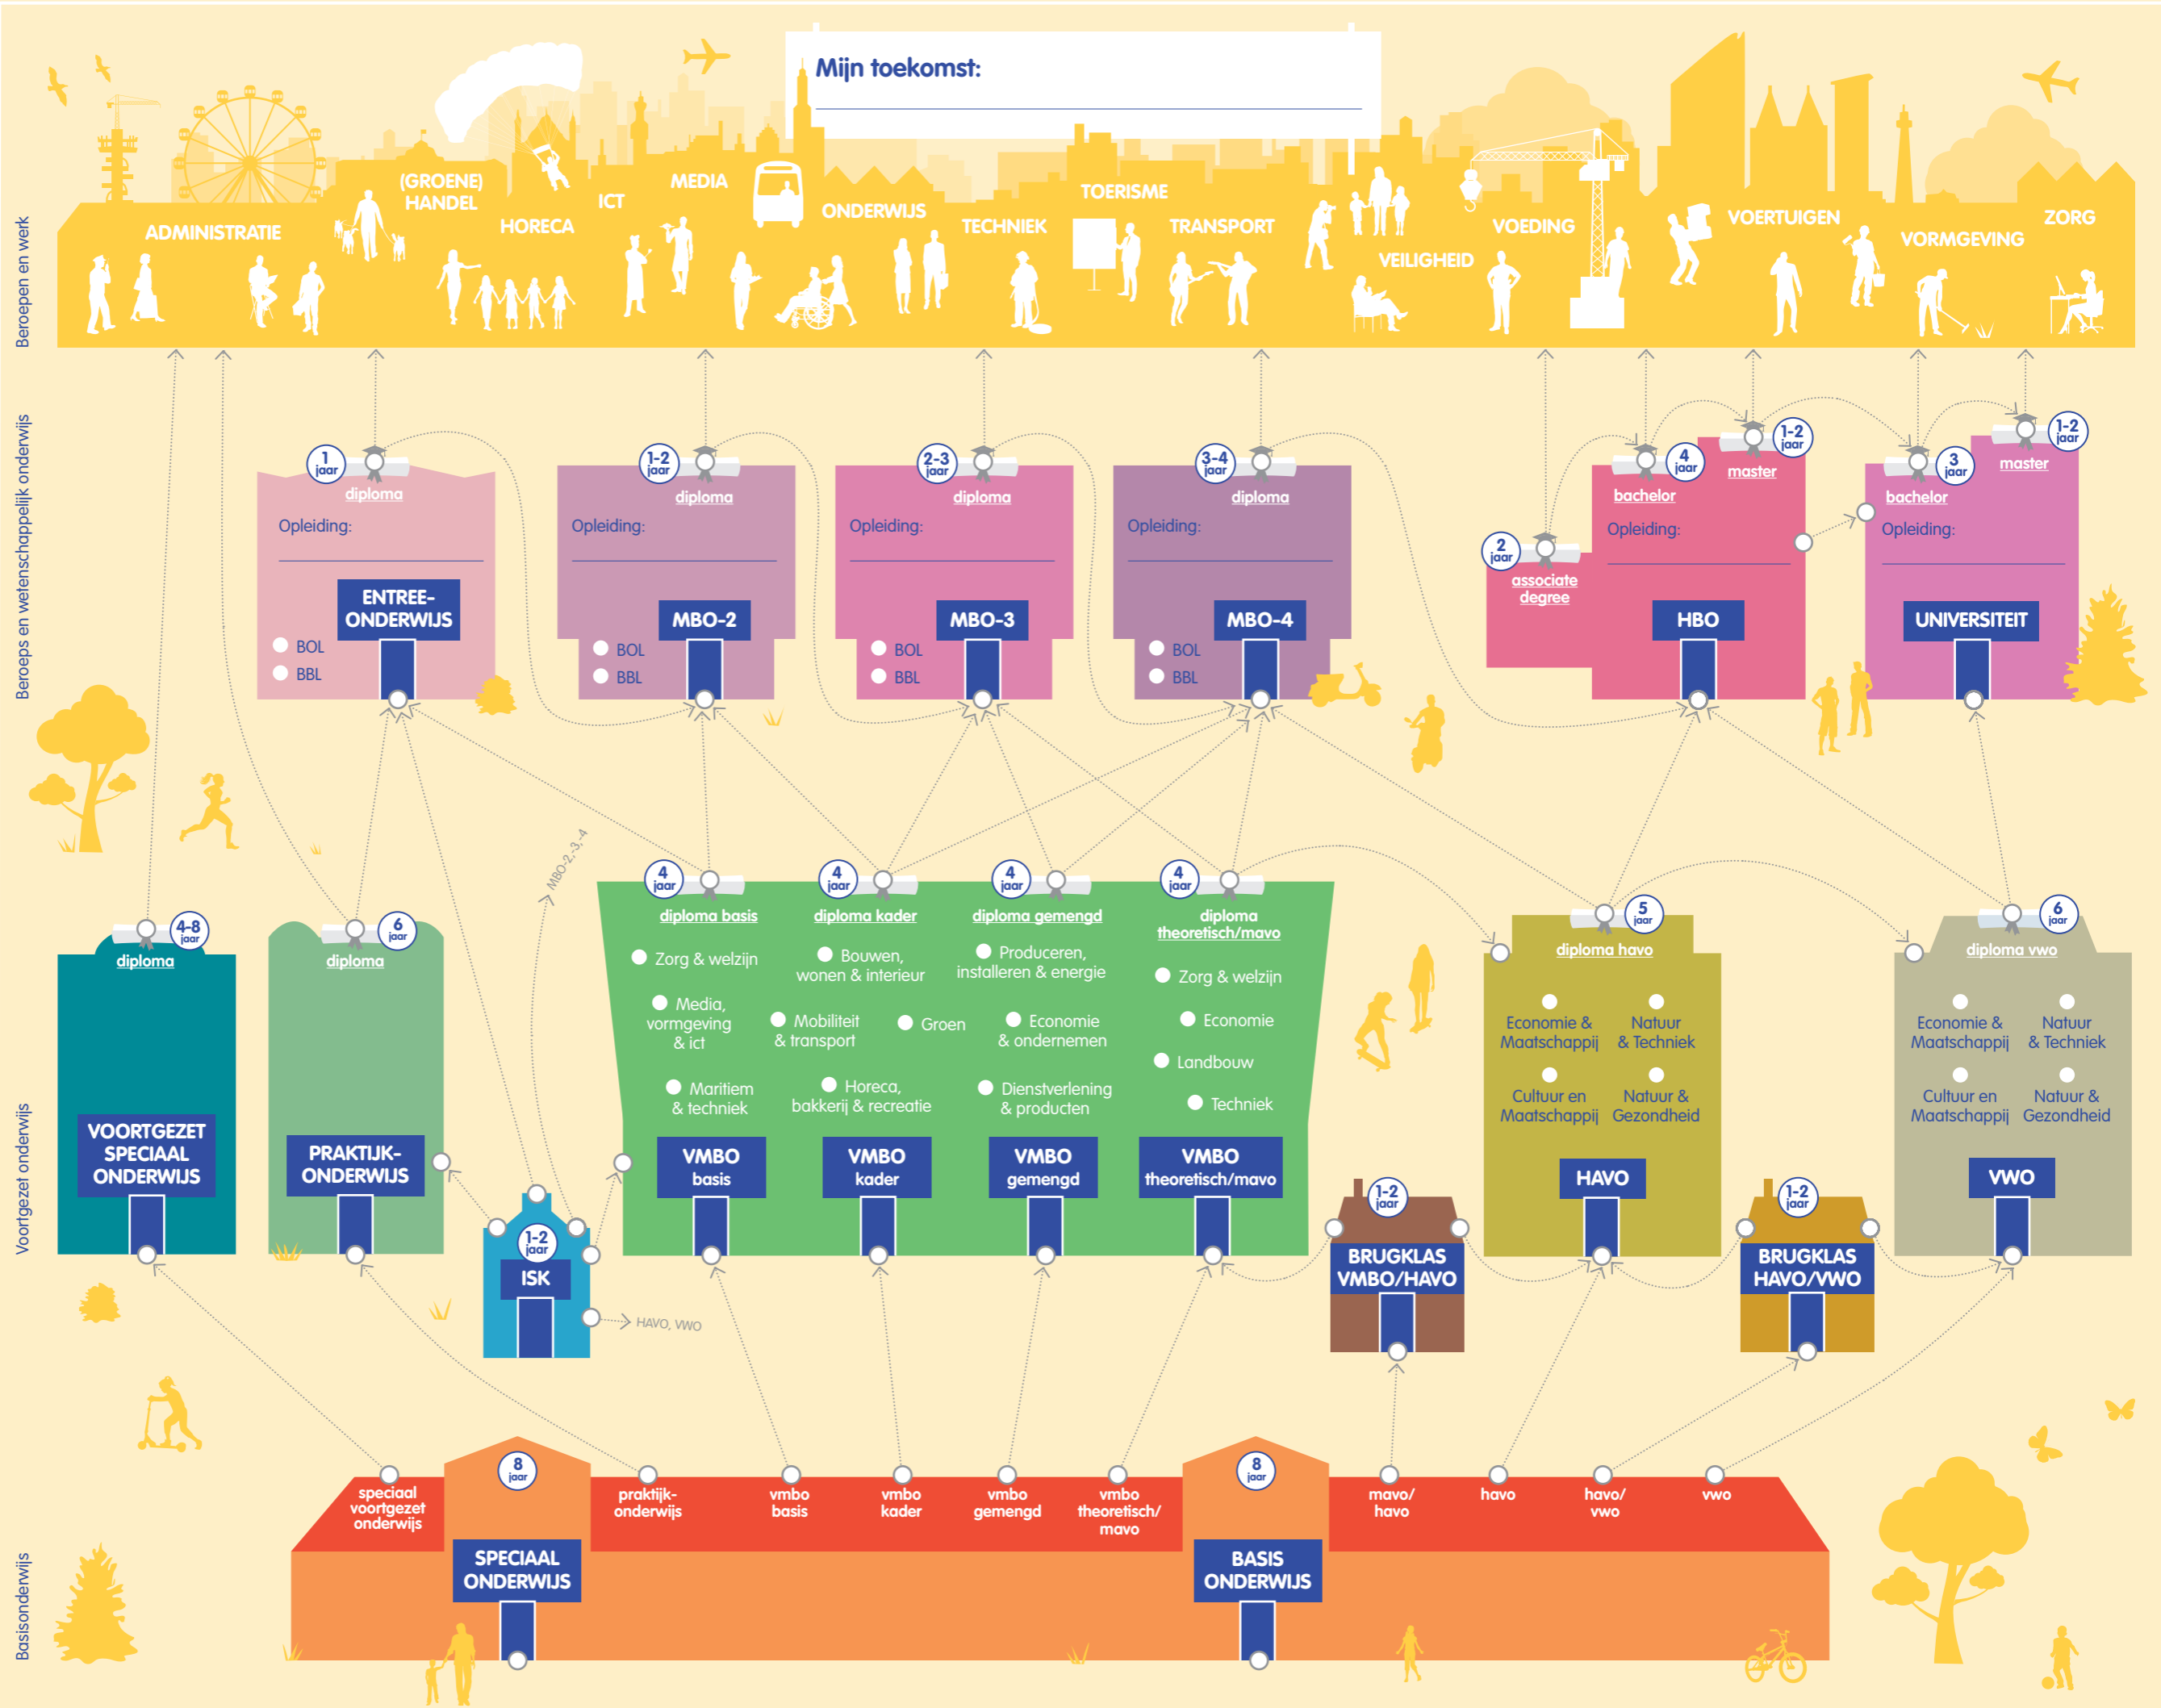 Mijn toekomst:
Beroepen en werk
ADMINISTRATIE
(GROENE)
HANDEL
HORECA
ICT
MEDIA
ONDERWIJS
TECHNIEK
TOERISME
TRANSPORT
VEILIGHEID
VOEDING
VOERTUIGEN
VORMGEVING
ZORG
Beroeps en wetenschappelijk onderwijs
1
jaar
diploma
Opleiding:
ENTREE-
ONDERWIJS
BOL
BBL
1-2
jaar
diploma
Opleiding:
MBO-2
BOL
BBL
2-3
jaar
diploma
Opleiding:
MBO-3
BOL
BBL
3-4
jaar
diploma
Opleiding:
MBO-4
BOL
BBL
2
jaar
associate
degree
4
jaar
bachelor
1-2
jaar
master
Opleiding:
HBO
3
jaar
bachelor
1-2
jaar
master
Opleiding:
UNIVERSITEIT
Voortgezet onderwijs
4-8
jaar
diploma
VOORTGEZET
SPECIAAL
ONDERWIJS
6
jaar
diploma
PRAKTIJK-
ONDERWIJS
MBO-2,-3,-4
1-2
jaar
ISK
HAVO, VWO
4
jaar
diploma basis
4
jaar
diploma kader
4
jaar
diploma gemengd
4
jaar
diploma
theoretisch/mavo
Zorg & welzijn
Bouwen,
wonen & interieur
Produceren,
installeren & energie
Zorg & welzijn
Media,
vormgeving
& ict
Mobiliteit
& transport
Groen
Economie
& ondernemen
Economie
Landbouw
Maritiem
& techniek
Horeca,
bakkerij & recreatie
Dienstverlening
& producten
Techniek
VMBO
basis
VMBO
kader
VMBO
gemengd
VMBO
theoretisch/mavo
1-2
jaar
BRUGKLAS
VMBO/HAVO
5
jaar
diploma havo
Economie &
Maatschappij
Natuur
& Techniek
Cultuur en
Maatschappij
Natuur &
Gezondheid
HAVO
1-2
jaar
BRUGKLAS
HAVO/VWO
6
jaar
diploma vwo
Economie &
Maatschappij
Natuur
& Techniek
Cultuur en
Maatschappij
Natuur &
Gezondheid
VWO
Basisonderwijs
speciaal
voortgezet
onderwijs
8
jaar
SPECIAAL
ONDERWIJS
praktijk-
onderwijs
vmbo
basis
vmbo
kader
vmbo
gemengd
vmbo
theoretisch/
mavo
8
jaar
BASIS
ONDERWIJS
mavo/
havo
havo
havo/
vwo
vwo